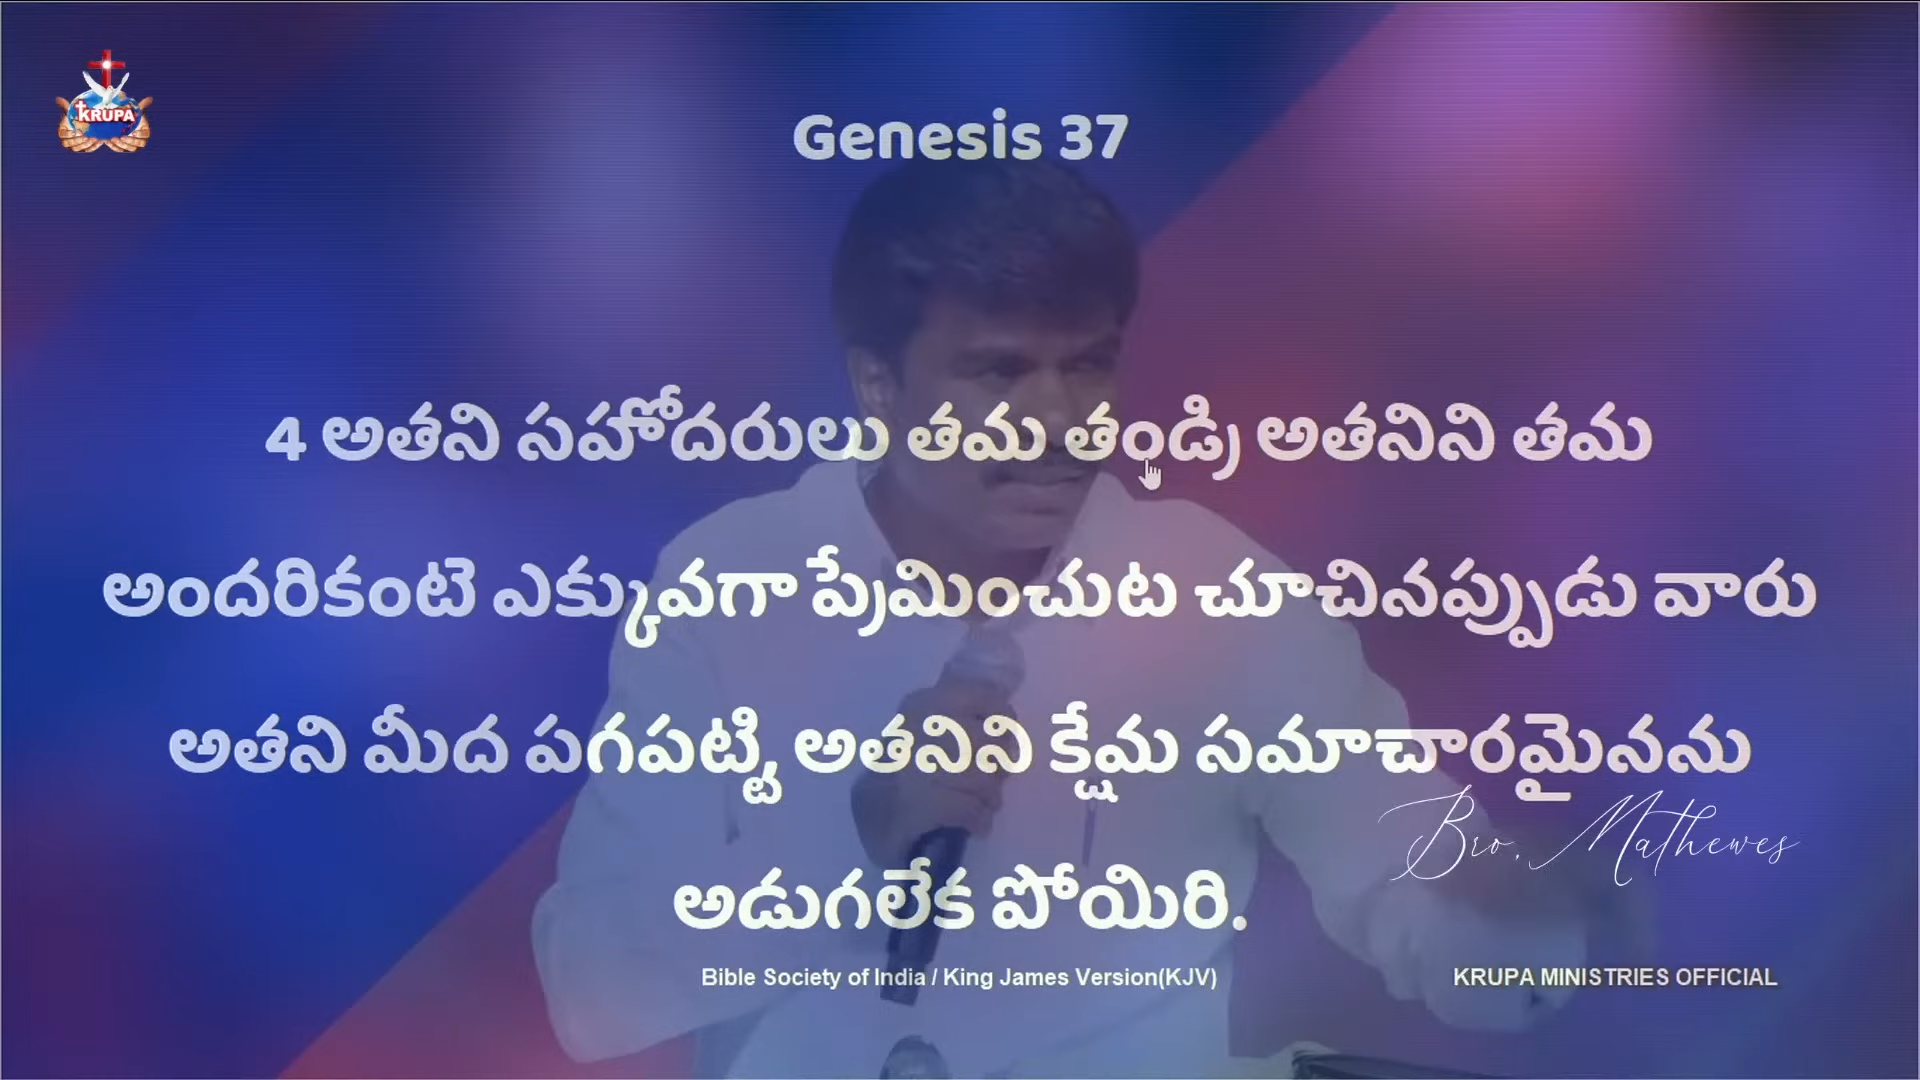 KRUPA
Genesis 37
4 అతని సహోదరులు తమ తండ్రి అతనిని తమ
అందరికంటె ఎక్కువగా ప్రేమించుట చూచినప్పుడు వారు
అతని మీద పగపట్టి, అతనిని క్షేమ సమాచారమైనను
అడుగలేక పోయిరి.
Bro. Mathewes
Bible Society of India / King James Version(KJV)
KRUPA MINISTRIES OFFICIAL